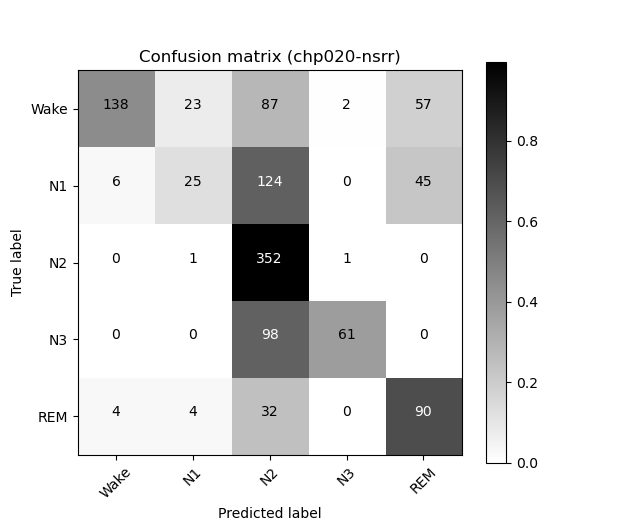 Confusion matrix (chp020-nsrr)
Wake 138 23 87 2 57
N1 6 25 124 0 45
N2 0 1 352 1 0
N3 0 0 98 61 0
REM 4 4 32 0 90
Wake N1 N2 N3 REM
Predicted label
True label
0.8
0.6
0.4
0.2
0.0